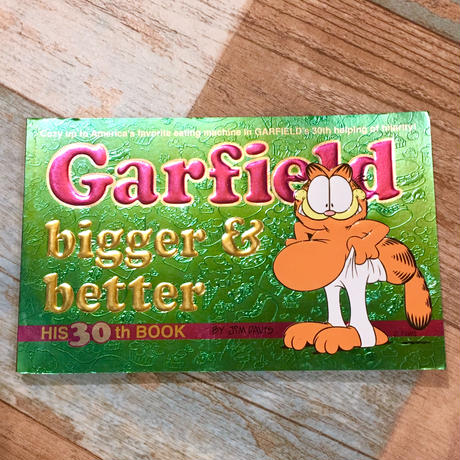 Cozy up to America's favorite eating machine in GARFIELD's 30th helping of hilarity!
Garfield
bigger &
better
HIS 30th BOOK BY JIM DAVIS